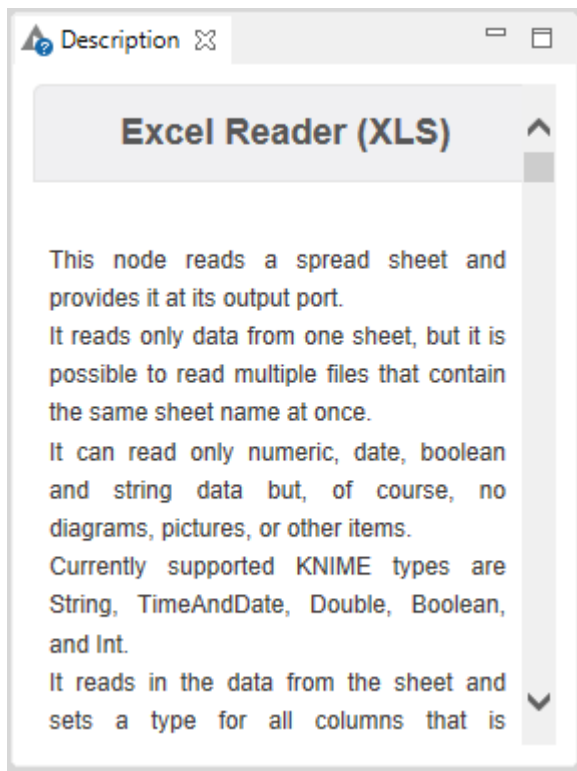 Description
Excel Reader (XLS)
This node reads a spread sheet and
provides it at its output port.
It reads only data from one sheet, but it is
possible to read multiple files that contain
the same sheet name at once.
It can read only numeric, date, boolean
and string data but, of course, no
diagrams, pictures, or other items.
Currently supported KNIME types are
String, TimeAndDate, Double, Boolean,
and Int.
It reads in the data from the sheet and
sets a type for all columns that is